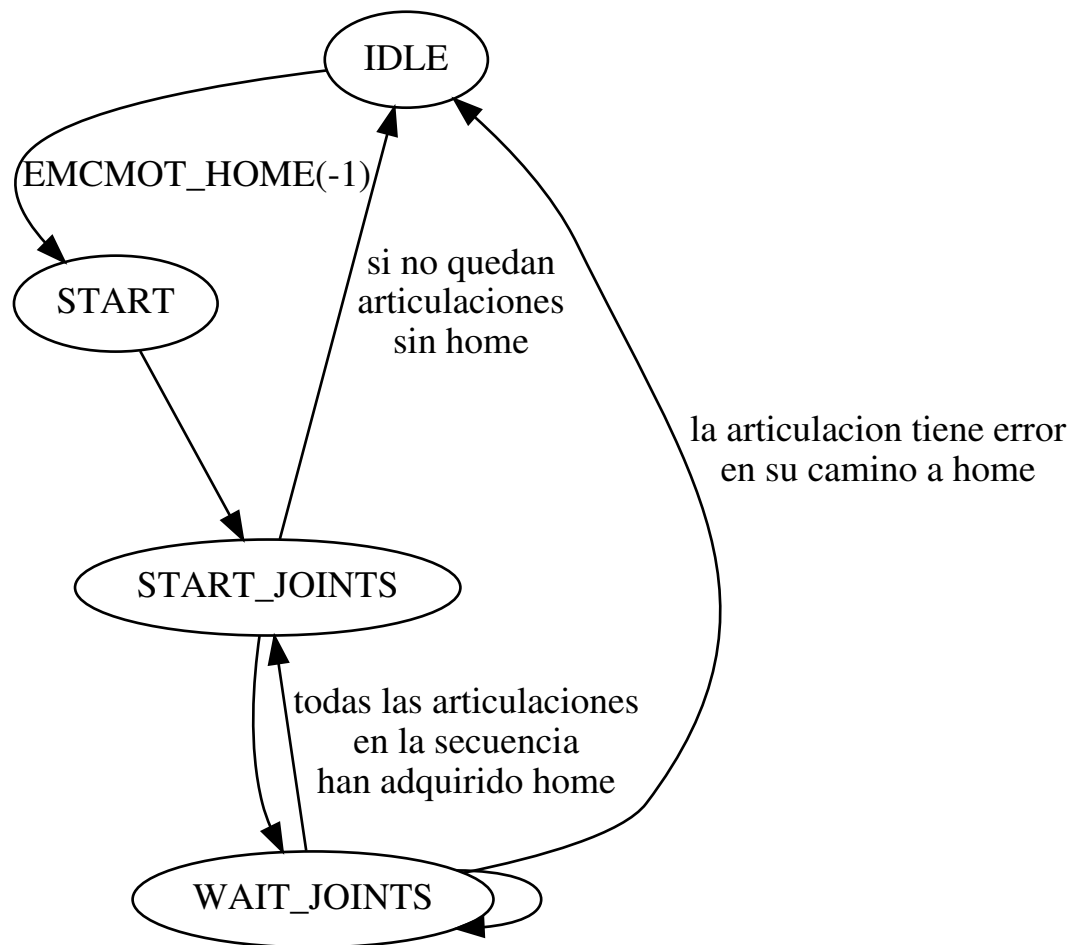 IDLE
EMCMOT_HOME(-1)
si no quedan
articulaciones
sin home
START
la articulacion tiene error
en su camino a home
START_JOINTS
todas las articulaciones
en la secuencia
han adquirido home
WAIT_JOINTS